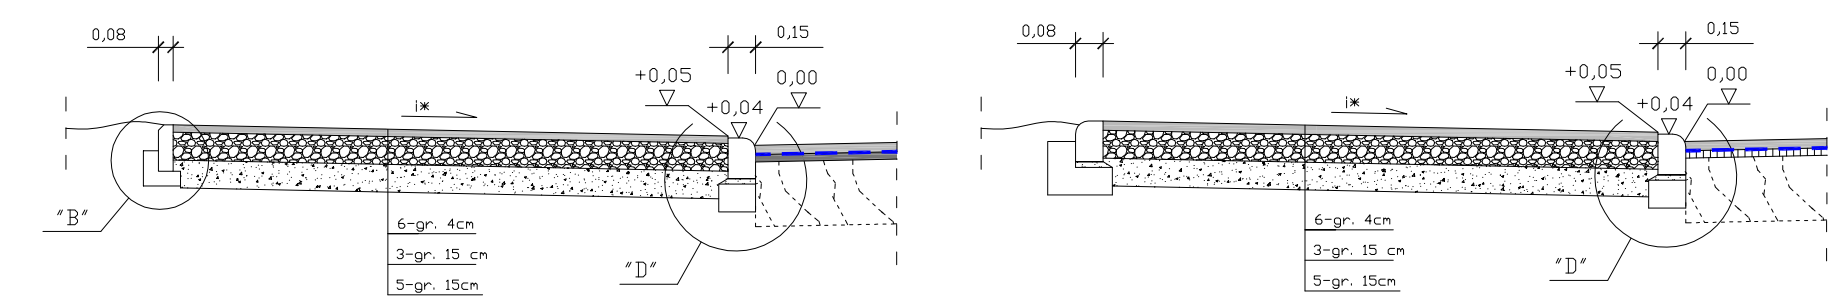 0,08
0,15
+0,05
0,00
+0,04
i*
"B"
6-gr. 4cm
3-gr. 15 cm
5-gr. 15cm
"D"
0,08
0,15
+0,05
0,00
+0,04
i*
6-gr. 4cm
3-gr. 15 cm
5-gr. 15cm
"D"